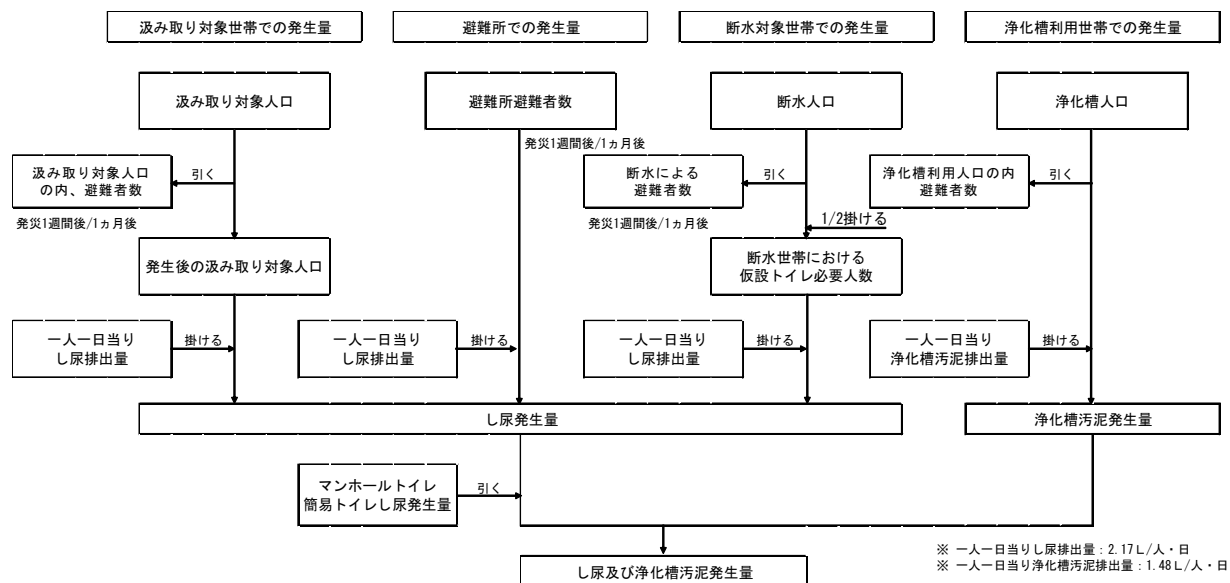 汲み取り対象世帯での発生量
避難所での発生量
断水対象世帯での発生量
浄化槽利用世帯での発生量
汲み取り対象人口
避難所避難者数
断水人口
浄化槽人口
発災1週間後/1ヵ月後
汲み取り対象人口
の内、避難者数
引く
断水による
避難者数
引く
浄化槽利用人口の内
避難者数
引く
発災1週間後/1ヵ月後
発災1週間後/1ヵ月後
1/2掛ける
発生後の汲み取り対象人口
断水世帯における
仮設トイレ必要人数
一人一日当り
し尿排出量
掛ける
一人一日当り
し尿排出量
掛ける
一人一日当り
し尿排出量
掛ける
一人一日当り
浄化槽汚泥排出量
掛ける
し尿発生量
浄化槽汚泥発生量
マンホールトイレ
簡易トイレし尿発生量
引く
し尿及び浄化槽汚泥発生量
※ 一人一日当りし尿排出量：2.17L/人・日
※ 一人一日当り浄化槽汚泥排出量：1.48L/人・日